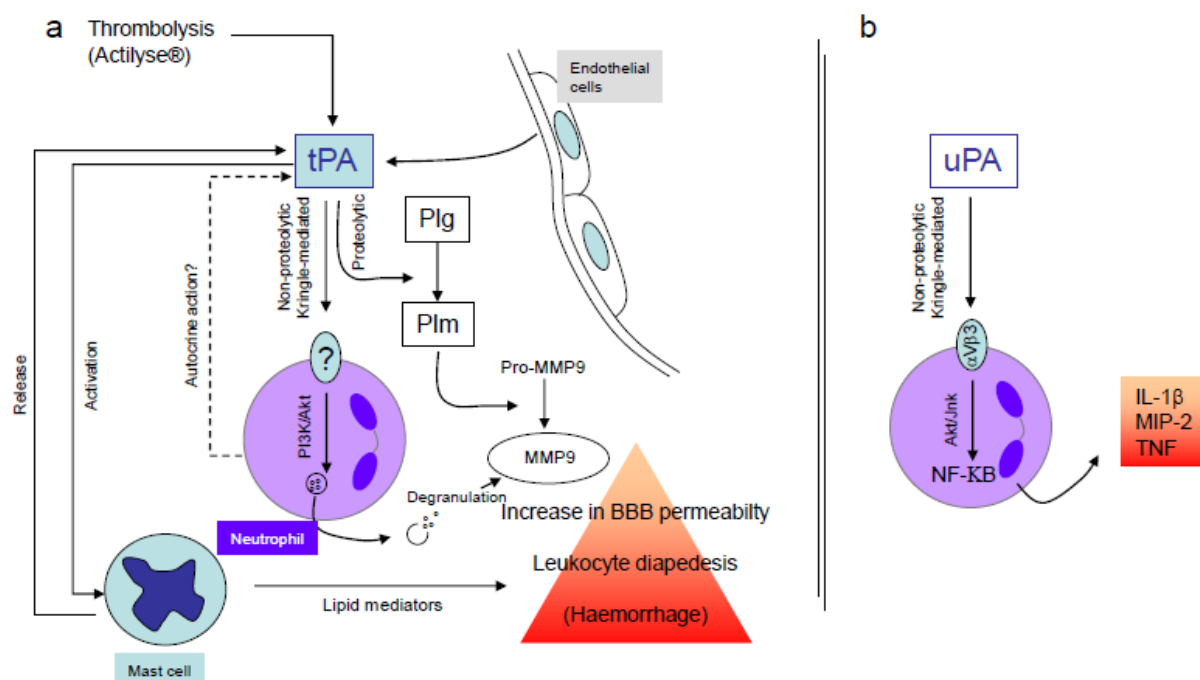 a
Thrombolysis
(Actilyse®)
Endothelial
cells
tPA
Non-proteolytic
Kringle-mediated
Proteolytic
Plg
Plm
Autocrine action?
Release
Activation
?
PI3K/Akt
Pro-MMP9
MMP9
Degranulation
Neutrophil
Increase in BBB permeabilty
Leukocyte diapedesis
(Haemorrhage)
Lipid mediators
Mast cell
b
uPA
Non-proteolytic
Kringle-mediated
αVβ3
Akt/Jnk
NF-KB
IL-1β
MIP-2
TNF